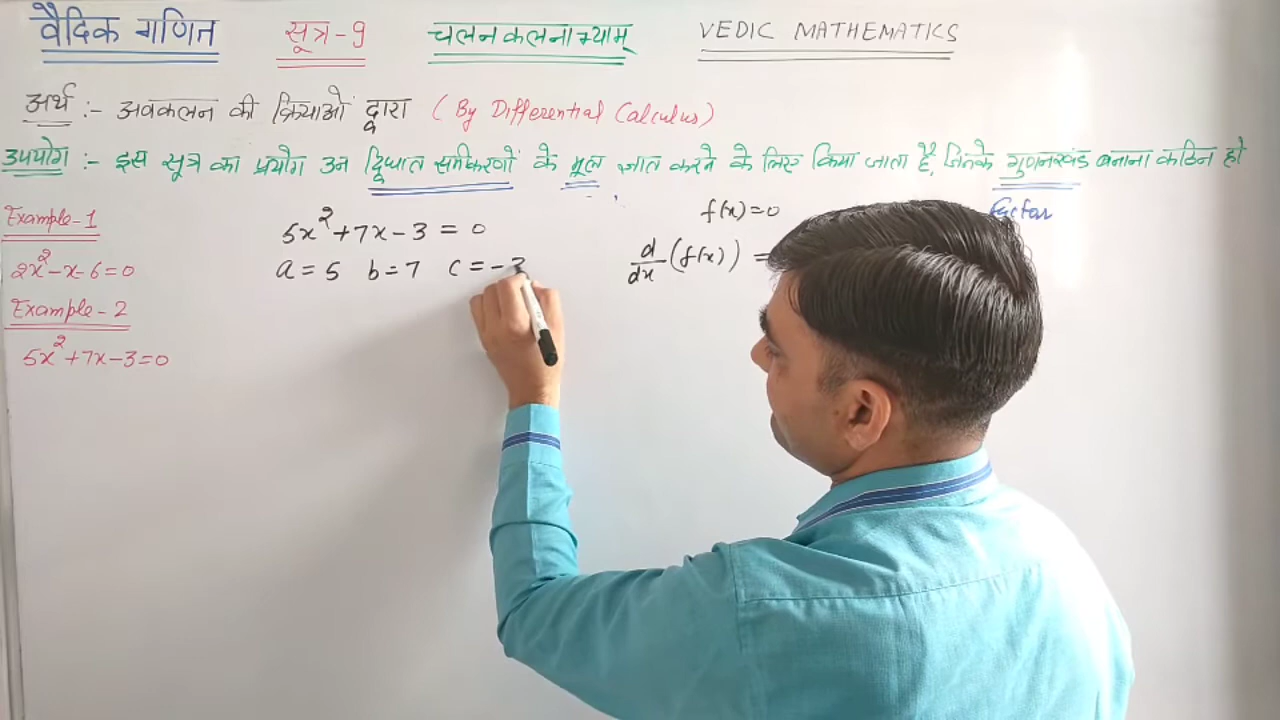 वैदिक गणित सूत्र-9 चलनकलनाभ्याम् VEDIC MATHEMATICS
अर्थ :- अवकलन की क्रियाओं द्वारा (By Differential Calculus)
उपयोग :- इस सूत्र का प्रयोग उन द्विघात समीकरणों के मूल ज्ञात करने के लिए किया जाता है, जिनके गुणनखंड बनाना कठिन हो
factor
Example-1
2x²-x-6=0
Example-2
5x²+7x-3=0
5x²+7x-3=0
a=5 b=7 c=-3
f(x)=0
d/dx (f(x)) =